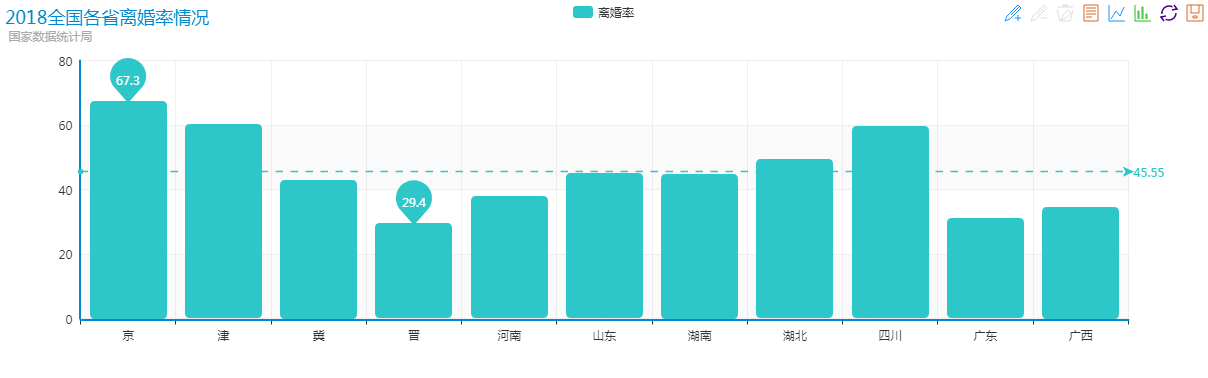 2018全国各省离婚率情况
国家数据统计局
离婚率
80
60
40
20
0
67.3
29.4
45.55
京 津 冀 晋 河南 山东 湖南 湖北 四川 广东 广西